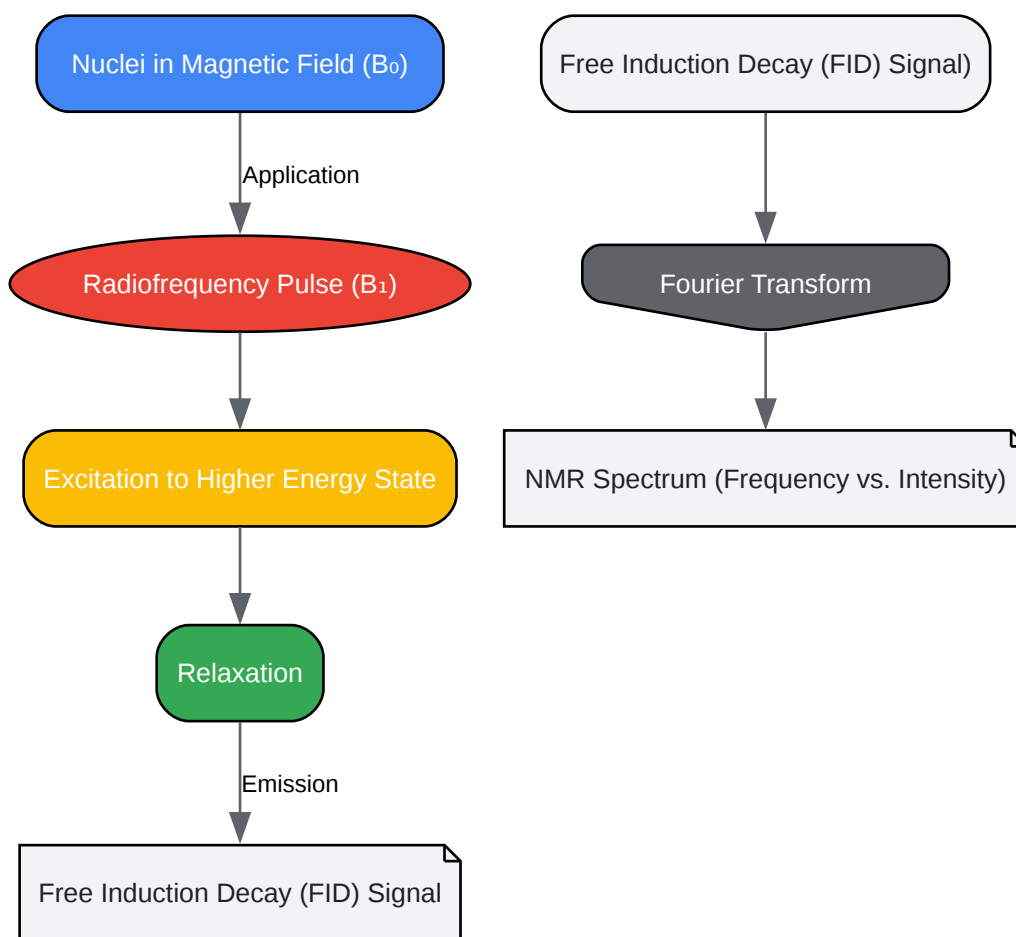 Nuclei in Magnetic Field (B₀)
Application
Radiofrequency Pulse (B₁)
Excitation to Higher Energy State
Relaxation
Emission
Free Induction Decay (FID) Signal
Free Induction Decay (FID) Signal)
Fourier Transform
NMR Spectrum (Frequency vs. Intensity)